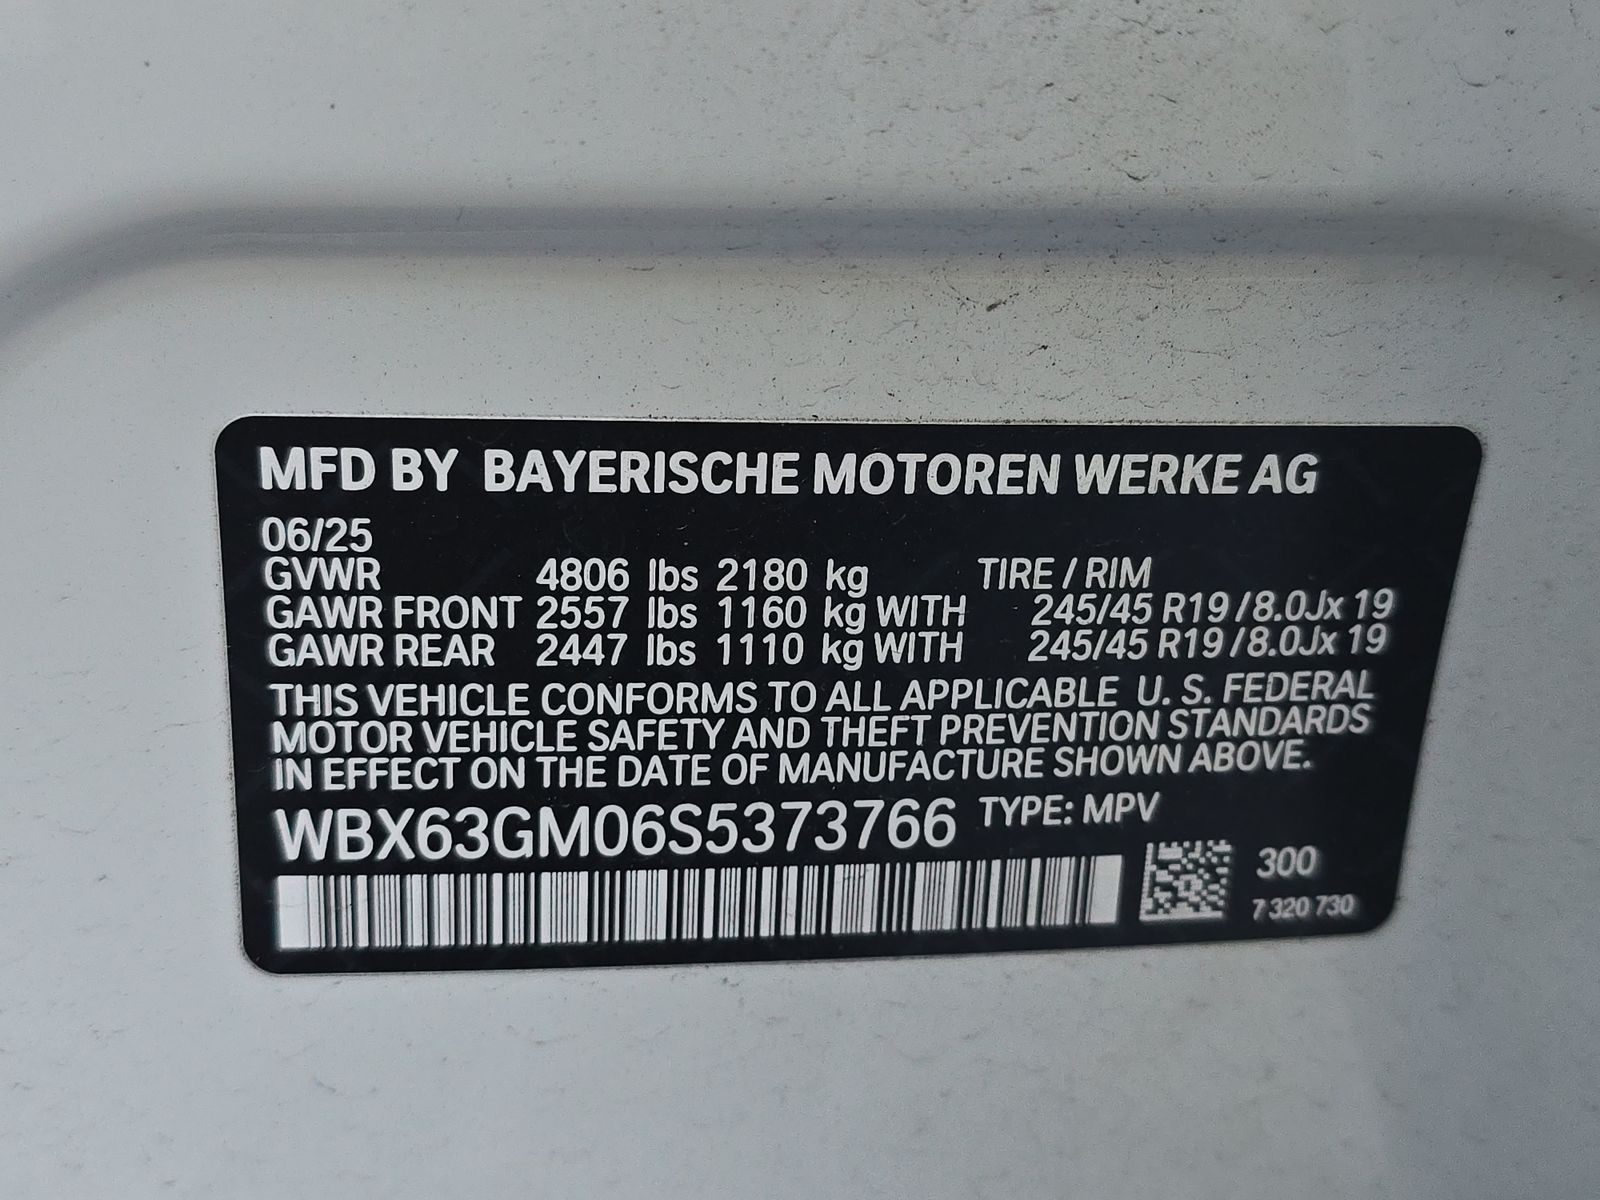 MFD BY BAYERISCHE MOTOREN WERKE AG
06/25
GVWR 4806 lbs 2180 kg TIRE / RIM
GAWR FRONT 2557 lbs 1160 kg WITH 245/45 R19 / 8.0Jx 19
GAWR REAR 2447 lbs 1110 kg WITH 245/45 R19 / 8.0Jx 19
THIS VEHICLE CONFORMS TO ALL APPLICABLE U. S. FEDERAL
MOTOR VEHICLE SAFETY AND THEFT PREVENTION STANDARDS
IN EFFECT ON THE DATE OF MANUFACTURE SHOWN ABOVE.
WBX63GM06S5373766 TYPE: MPV
300
7 320 730